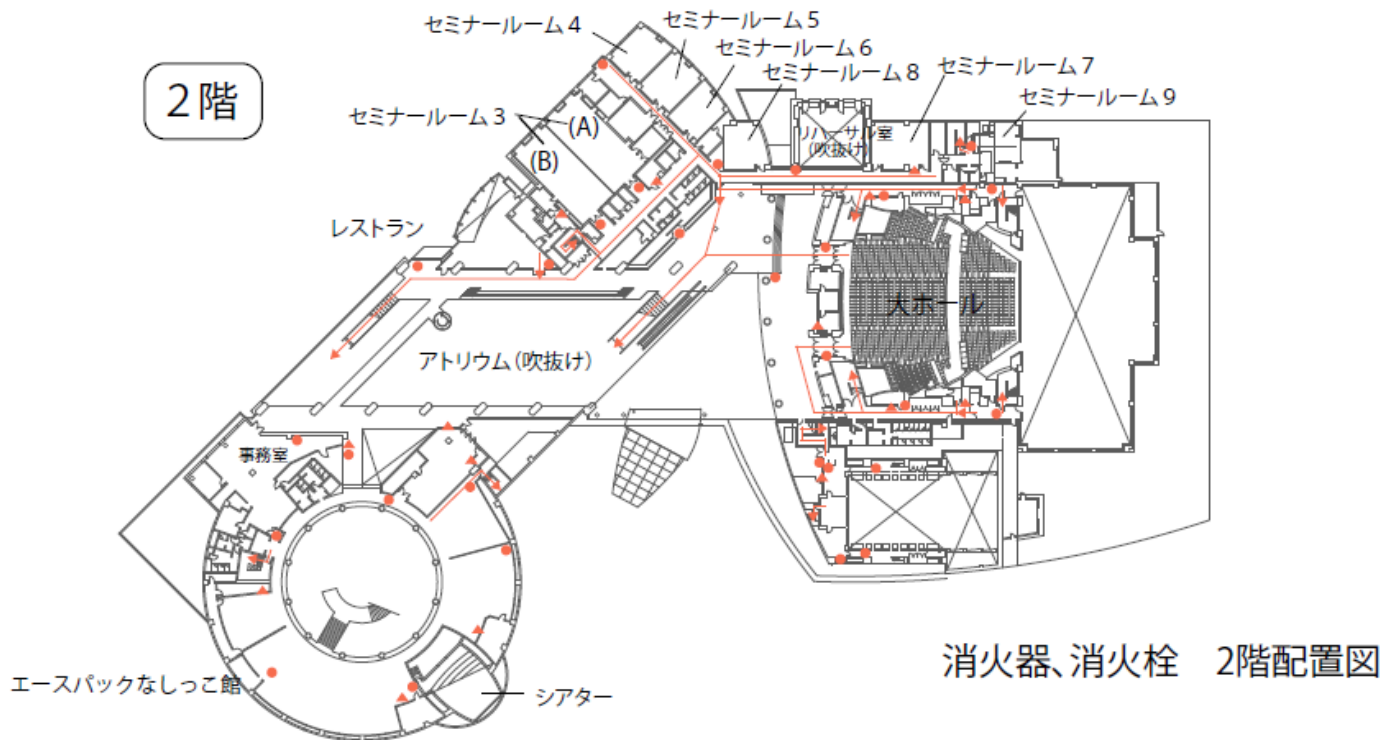 2階
セミナールーム4
セミナールーム5
セミナールーム6
セミナールーム8
セミナールーム7
セミナールーム9
セミナールーム3
(A)
(B)
リハーサル室
(吹抜け)
レストラン
大ホール
アトリウム(吹抜け)
事務室
エースパックなしっこ館
シアター
消火器、消火栓 2階配置図